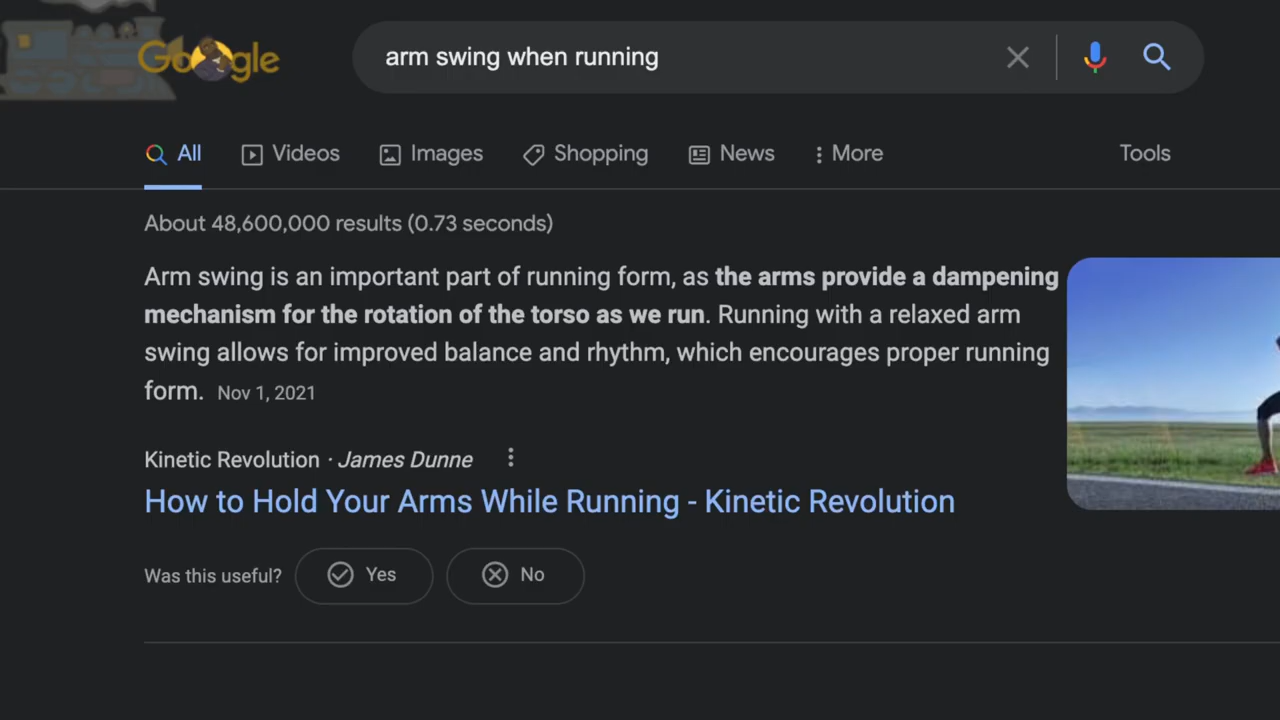 Google
arm swing when running
All Videos Images Shopping News More Tools
About 48,600,000 results (0.73 seconds)
Arm swing is an important part of running form, as the arms provide a dampening
mechanism for the rotation of the torso as we run. Running with a relaxed arm
swing allows for improved balance and rhythm, which encourages proper running
form. Nov 1, 2021
Kinetic Revolution · James Dunne
How to Hold Your Arms While Running - Kinetic Revolution
Was this useful? Yes No